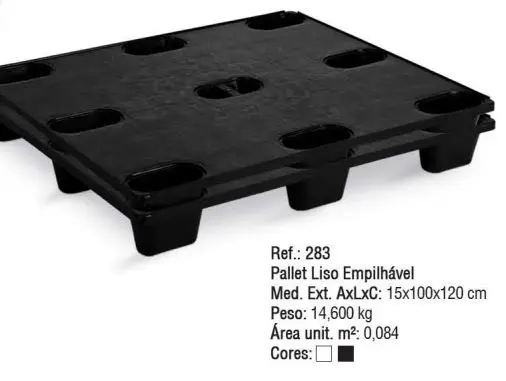 Ref.: 283
Pallet Liso Empilhável
Med. Ext. AxLxC: 15x100x120 cm
Peso: 14,600 kg
Área unit. m²: 0,084
Cores: